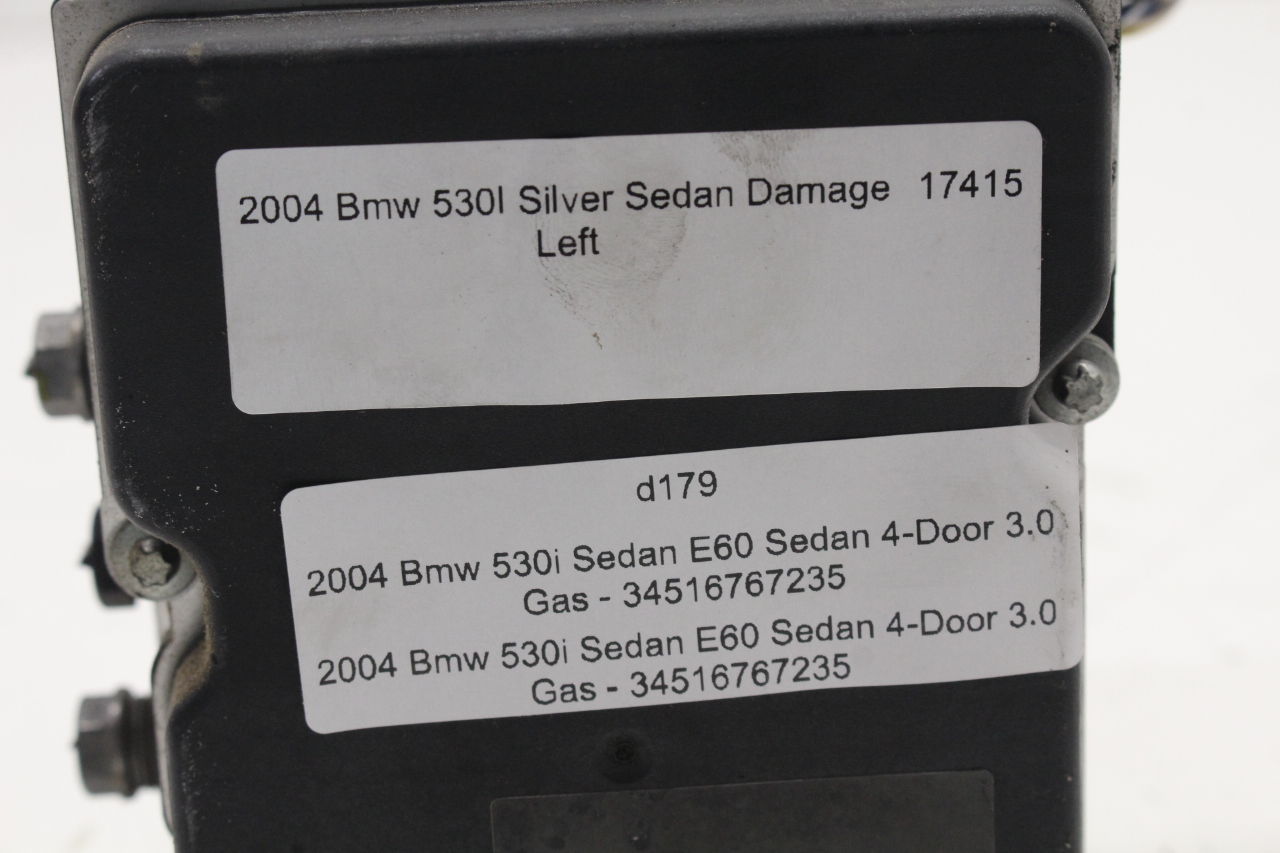 2004 Bmw 530I Silver Sedan Damage 17415
Left
d179
2004 Bmw 530i Sedan E60 Sedan 4-Door 3.0
Gas - 34516767235
2004 Bmw 530i Sedan E60 Sedan 4-Door 3.0
Gas - 34516767235